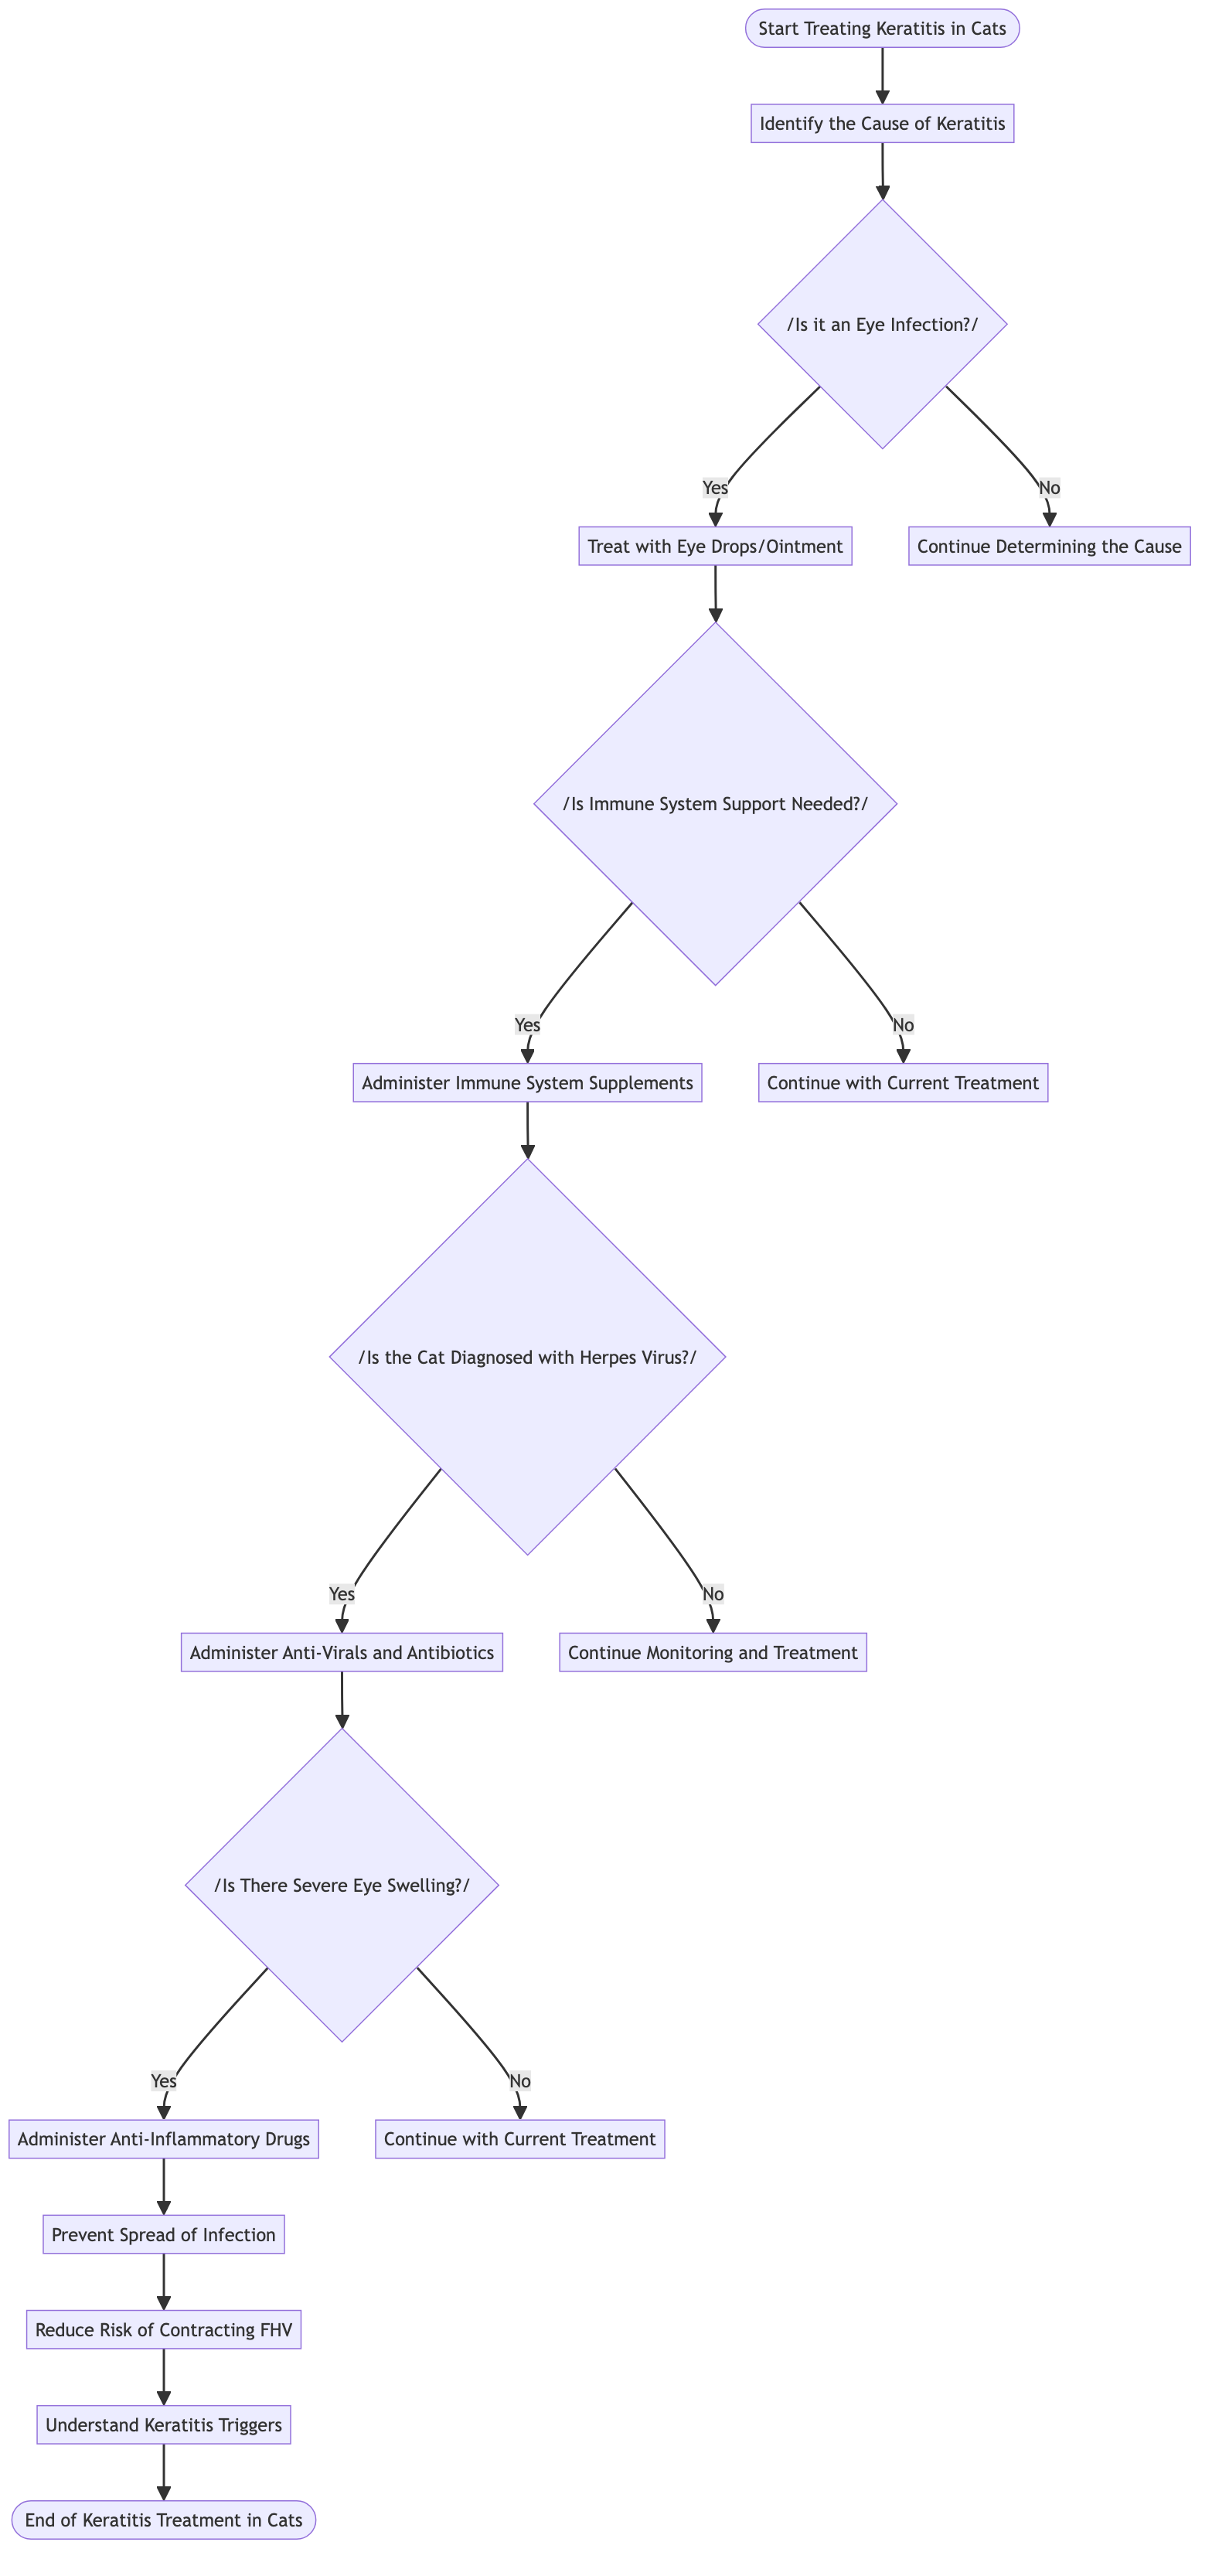 Start Treating Keratitis in Cats
Identify the Cause of Keratitis
/Is it an Eye Infection?/
Yes
No
Treat with Eye Drops/Ointment
Continue Determining the Cause
/Is Immune System Support Needed?/
Yes
No
Administer Immune System Supplements
Continue with Current Treatment
/Is the Cat Diagnosed with Herpes Virus?/
Yes
No
Administer Anti-Virals and Antibiotics
Continue Monitoring and Treatment
/Is There Severe Eye Swelling?/
Yes
No
Administer Anti-Inflammatory Drugs
Continue with Current Treatment
Prevent Spread of Infection
Reduce Risk of Contracting FHV
Understand Keratitis Triggers
End of Keratitis Treatment in Cats